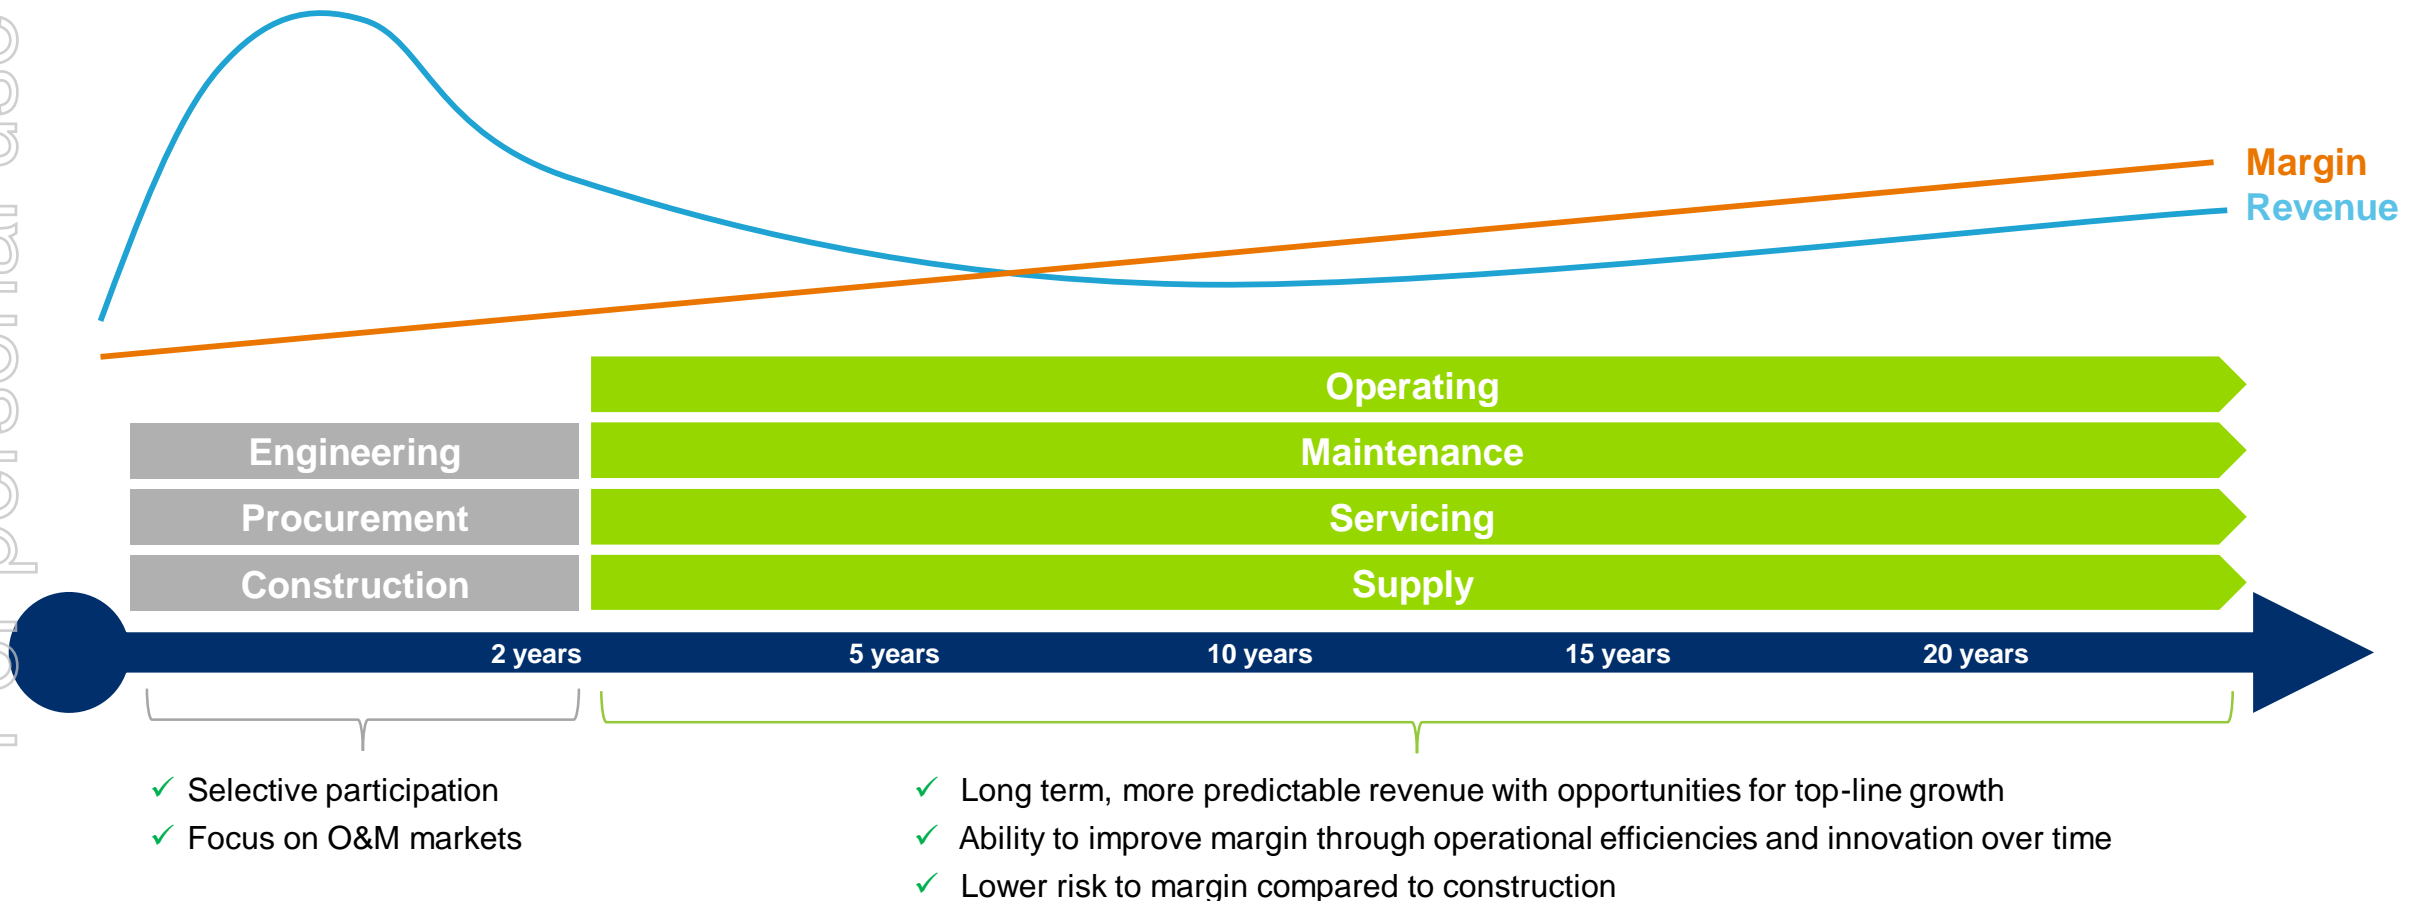 Margin
Revenue
Operating
Engineering
Maintenance
Procurement
Servicing
Construction
Supply
2 years
5 years
10 years
15 years
20 years
✓ Selective participation
✓ Focus on O&M markets
✓ Long term, more predictable revenue with opportunities for top-line growth
✓ Ability to improve margin through operational efficiencies and innovation over time
✓ Lower risk to margin compared to construction
personal use